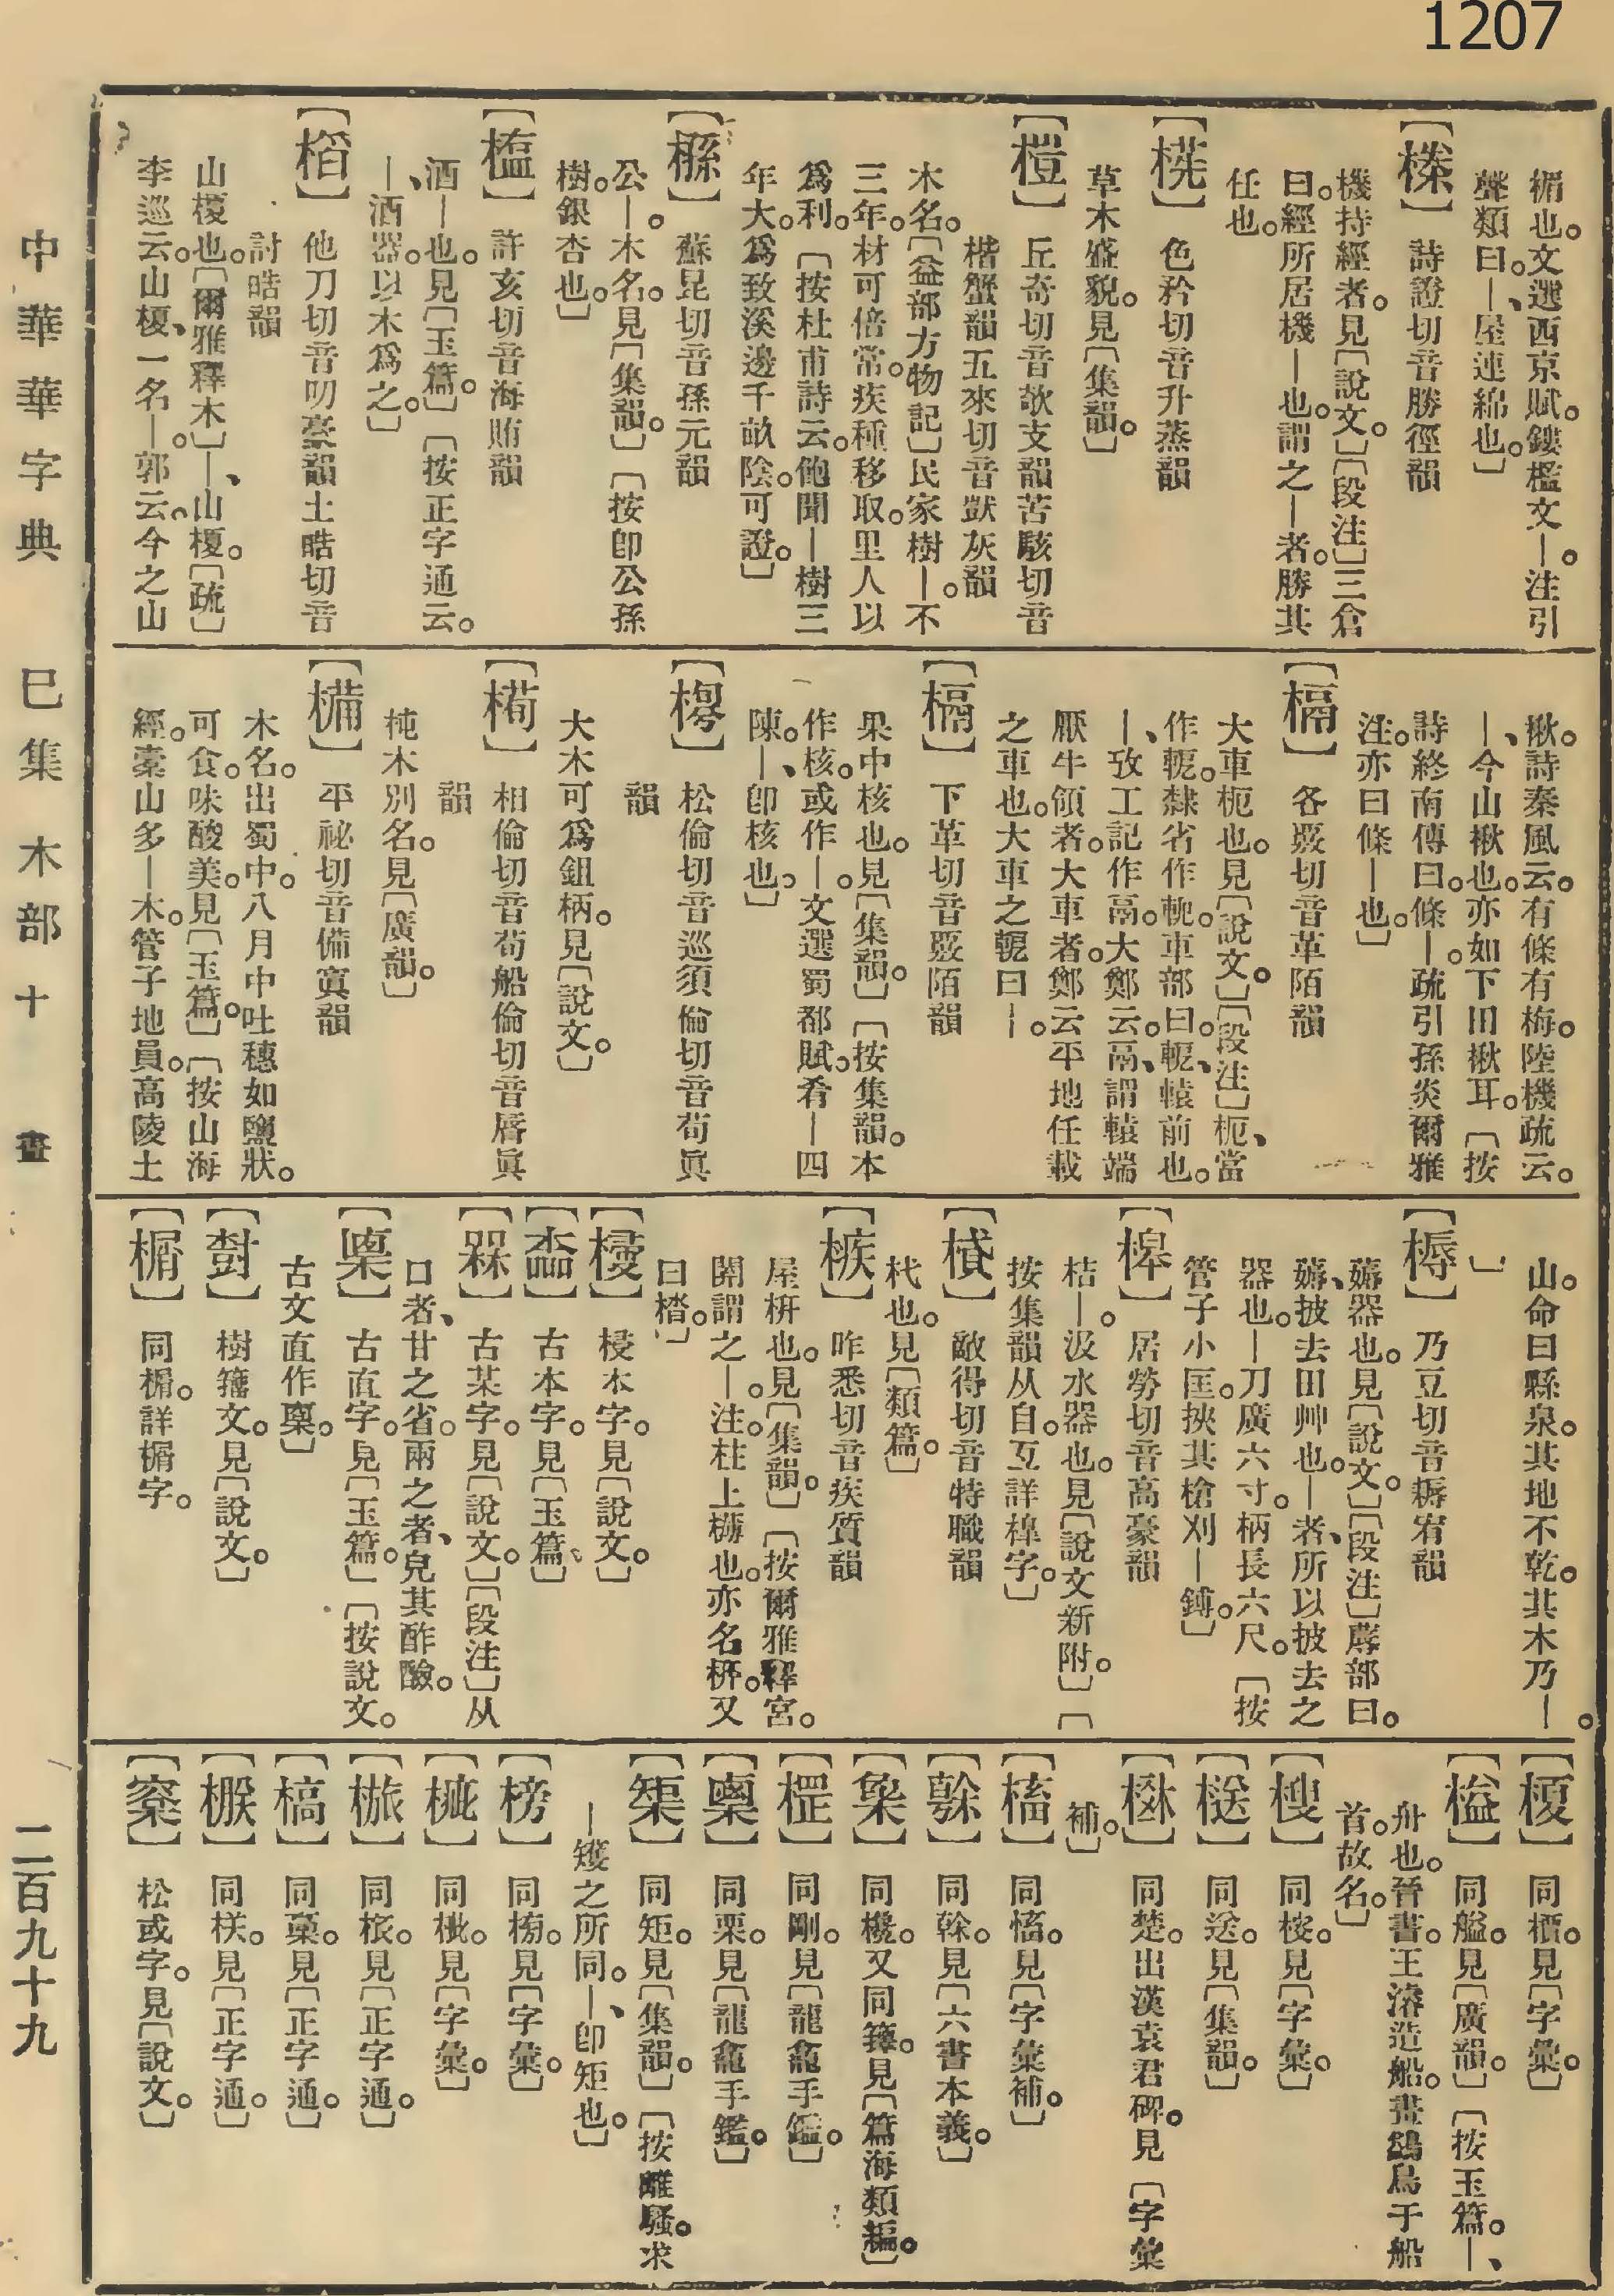 1207
楣也。文選西京賦。鏤檻文—。注引
聲類曰。—、屋連綿也。〕
〔榺〕　詩證切音勝徑韻
機持經者。見〔說文。〕〔段注〕三倉
曰。經所居機—也。謂之—者。勝其
任也。
〔㮢〕　色矜切音升蒸韻
草木盛貌。見〔集韻。〕
〔榿〕　丘奇切音欹支韻苦駭切音
楷蟹韻五來切音獃灰韻
木名。〔益部方物記〕民家樹—。不
三年。材可倍常。疾種移取。里人以
爲利。〔按杜甫詩云。飽聞—樹三
年大。爲致溪邊千畝陰。可證。〕
〔槂〕　蘇昆切音孫元韻
公—。木名。見〔集韻。〕〔按卽公孫
樹。銀杏也。〕
〔榲〕　許亥切音海賄韻
酒—也。見〔玉篇。〕〔按正字通云。
—、酒器。以木爲之。〕
〔槄〕　他刀切音叨豪韻土晧切音
討晧韻
山榎也。〔爾雅釋木〕—、山榎。〔疏〕
李巡云。山榎、一名—。郭云。今之山
楸。詩秦風云。有條有梅。陸機疏云。
—、今山楸也。亦如下田楸耳。〔按
詩終南傳曰。條—。疏引孫炎爾雅
注。亦曰條—也。〕
〔槅〕　各覈切音革陌韻
大車枙也。見〔說文。〕〔段注〕枙、當
作軶。隸省作軛。車部曰。軶、轅前也。
—、攷工記作鬲。大鄭云。鬲、謂轅端
厭牛領者。大車者。鄭云平地任載
之車也。大車之軶曰—。
〔槅〕　下革切音覈陌韻
果中核也。見〔集韻。〕〔按集韻。本
作核。或作—。文選蜀都賦。肴—四
陳。—、卽核也。〕
〔㮲〕　松倫切音巡須倫切音荀眞
韻
大木可爲鉏柄。見〔說文。〕
〔㮦〕　相倫切音荀船倫切音脣眞
韻
杶木別名。見〔廣韻。〕
〔㯁〕　平祕切音備寘韻
木名。出蜀中。八月中吐穗如鹽狀。
可食。味酸美。見〔玉篇。〕〔按山海
經。橐山多—木。管子地員。高陵土
山。命曰縣泉。其地不乾。其木乃—。
〕
〔槈〕　乃豆切音耨宥韻
薅器也。見〔說文。〕〔段注〕蓐部曰。
薅、披去田艸也。—者、所以披去之
器也。—刀廣六寸。柄長六尺。〔按
管子小匡。挾其槍刈—鎛。〕
〔槔〕　居勞切音高豪韻
桔—。汲水器也。見〔說文新附。〕〔
按集韻从自。互詳槹字。〕
〔㯂〕　敵得切音特職韻
杙也。見〔類篇。〕
〔槉〕　昨悉切音疾質韻
屋枅也。見〔集韻。〕〔按爾雅釋宮。
開謂之—。注。柱上欂也。亦名枅。又
曰㭼。〕
〔㮳〕　梫本字。見〔說文。〕
〔㮺〕　古本字。見〔玉篇。〕
〔槑〕　古某字。見〔說文。〕〔段注〕从
口者、甘之省。兩之者、皃其酢醶。
〔㮨〕　古直字。見〔玉篇。〕〔按說文。
古文直作㮨。〕
〔尌〕　樹籀文。見〔說文。〕
〔榍〕　同楣。詳楣字。
〔榎〕　同檟。見〔字彙。〕
〔榏〕　同艗。見〔廣韻。〕〔按玉篇。—、
舟也。晉書。王濬造船。畫鷁鳥于船
首。故名。〕
〔㮴〕　同桵。見〔字彙。〕
〔㮸〕　同送。見〔集韻。〕
〔㮤〕　同楚。出漢袁君碑。見〔字彙
補。〕
〔㮿〕　同慉。見〔字彙補。〕
〔榦〕　同榦。見〔六書本義。〕
〔㮯〕　同欃。又同䉶。見〔篇海類編。〕
〔㭎〕　同剛。見〔龍龕手鑑。〕
〔㮚〕　同栗。見〔龍龕手鑑。〕
〔榘〕　同矩。見〔集韻。〕〔按離騷。求
—矱之所同。—、卽矩也。〕
〔榜〕　同㮄。見〔字彙。〕
〔㮰〕　同枇。見〔字彙。〕
〔㮮〕　同㭚。見〔正字通。〕
〔槁〕　同槀。見〔正字通。〕
〔㮵〕　同栚。見〔正字通。〕
〔㮤〕　松或字。見〔說文。〕
中華華字典　巳集　木部　十畫　二百九十九